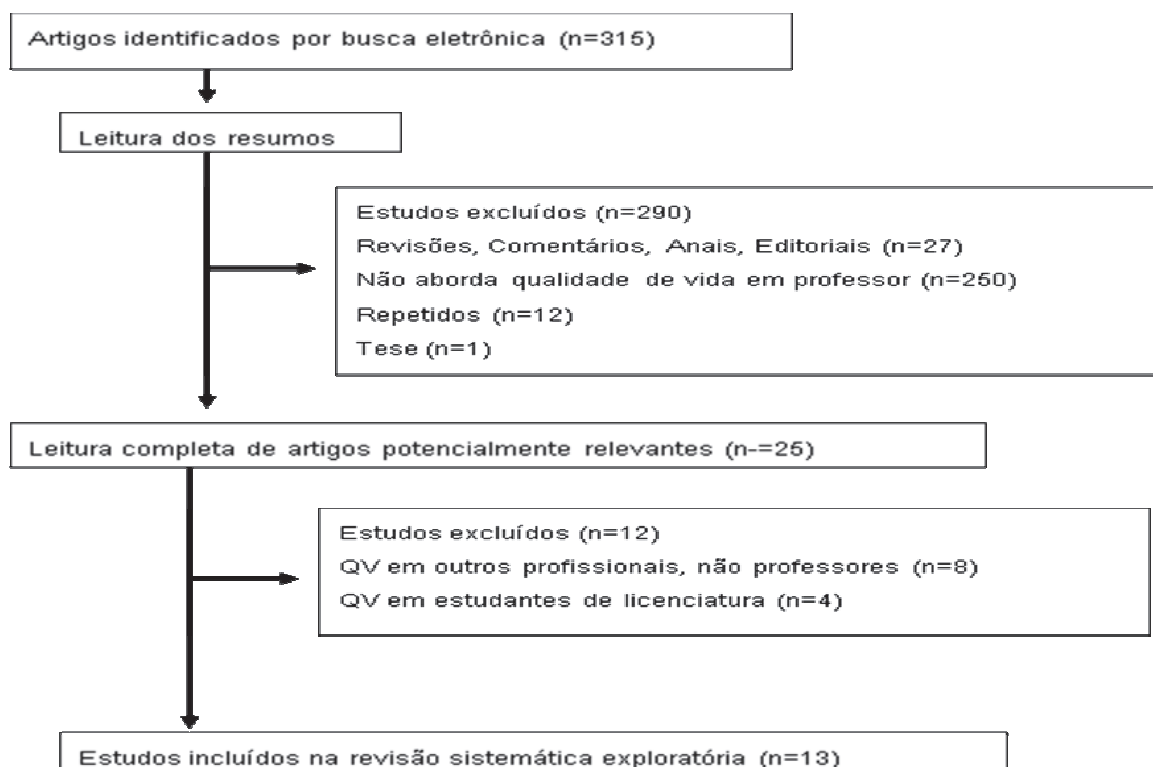 Artigos identificados por busca eletrônica (n=315)
Leitura dos resumos
Estudos excluídos (n=290)
Revisões, Comentários, Anais, Editoriais (n=27)
Não aborda qualidade de vida em professor (n=250)
Repetidos (n=12)
Tese (n=1)
Leitura completa de artigos potencialmente relevantes (n-=25)
Estudos excluídos (n=12)
QV em outros profissionais, não professores (n=8)
QV em estudantes de licenciatura (n=4)
Estudos incluídos na revisão sistemática exploratória (n=13)